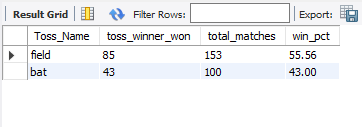 Result Grid Filter Rows: Export:
Toss_Name toss_winner_won total_matches win_pct
field 85 153 55.56
bat 43 100 43.00